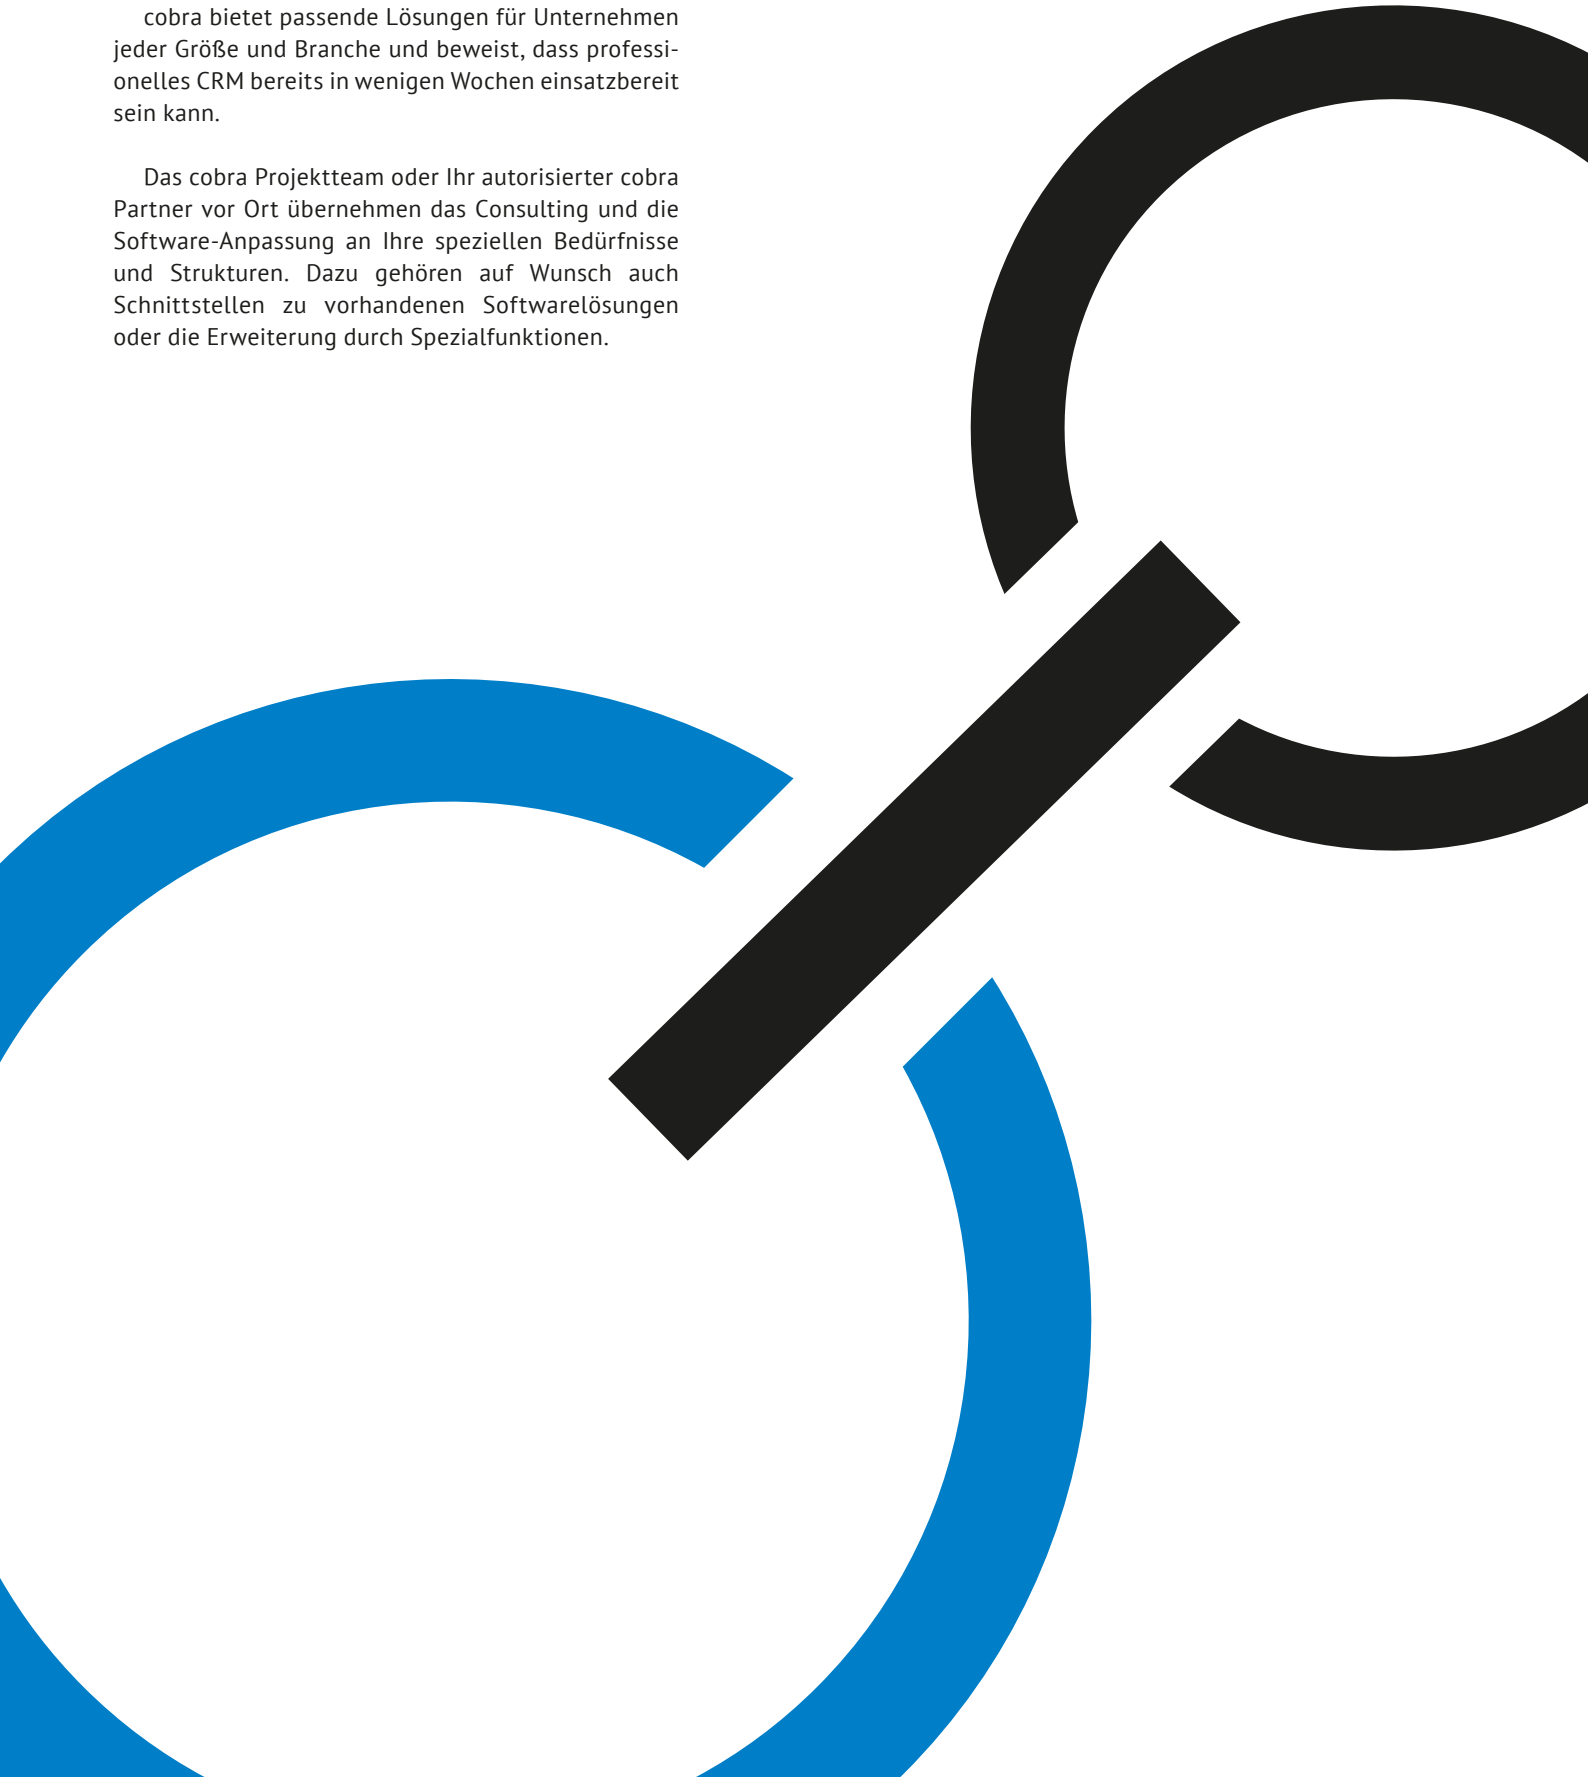 cobra bietet passende Lösungen für Unternehmen
jeder Größe und Branche und beweist, dass professi-
onelles CRM bereits in wenigen Wochen einsatzbereit
sein kann.
Das cobra Projektteam oder Ihr autorisierter cobra
Partner vor Ort übernehmen das Consulting und die
Software-Anpassung an Ihre speziellen Bedürfnisse
und Strukturen. Dazu gehören auf Wunsch auch
Schnittstellen zu vorhandenen Softwarelösungen
oder die Erweiterung durch Spezialfunktionen.